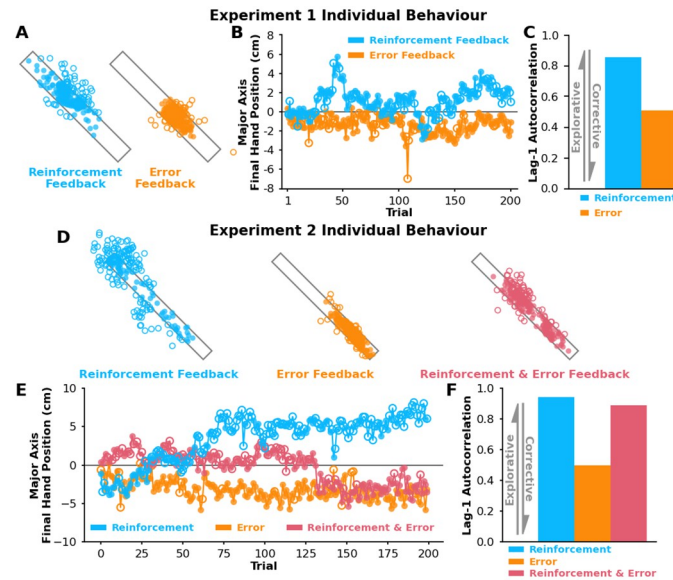 Experiment 1 Individual Behaviour
A
Reinforcement
Feedback
Error
Feedback
B
Major Axis
Final Hand Position (cm)
8
6
4
2
0
-2
-4
-6
-8
Reinforcement Feedback
Error Feedback
1
50
100
150
200
Trial
C
Lag-1 Autocorrelation
1.0
0.8
0.6
0.4
0.2
0.0
Explorative
Corrective
Reinforcement
Error
Experiment 2 Individual Behaviour
D
Reinforcement Feedback
Error Feedback
Reinforcement & Error Feedback
E
Major Axis
Final Hand Position (cm)
10
5
0
−5
−10
Reinforcement
Error
Reinforcement & Error
0
25
50
75
100
125
150
175
200
Trial
F
Lag-1 Autocorrelation
1.0
0.8
0.6
0.4
0.2
0.0
Explorative
Corrective
Reinforcement
Error
Reinforcement & Error